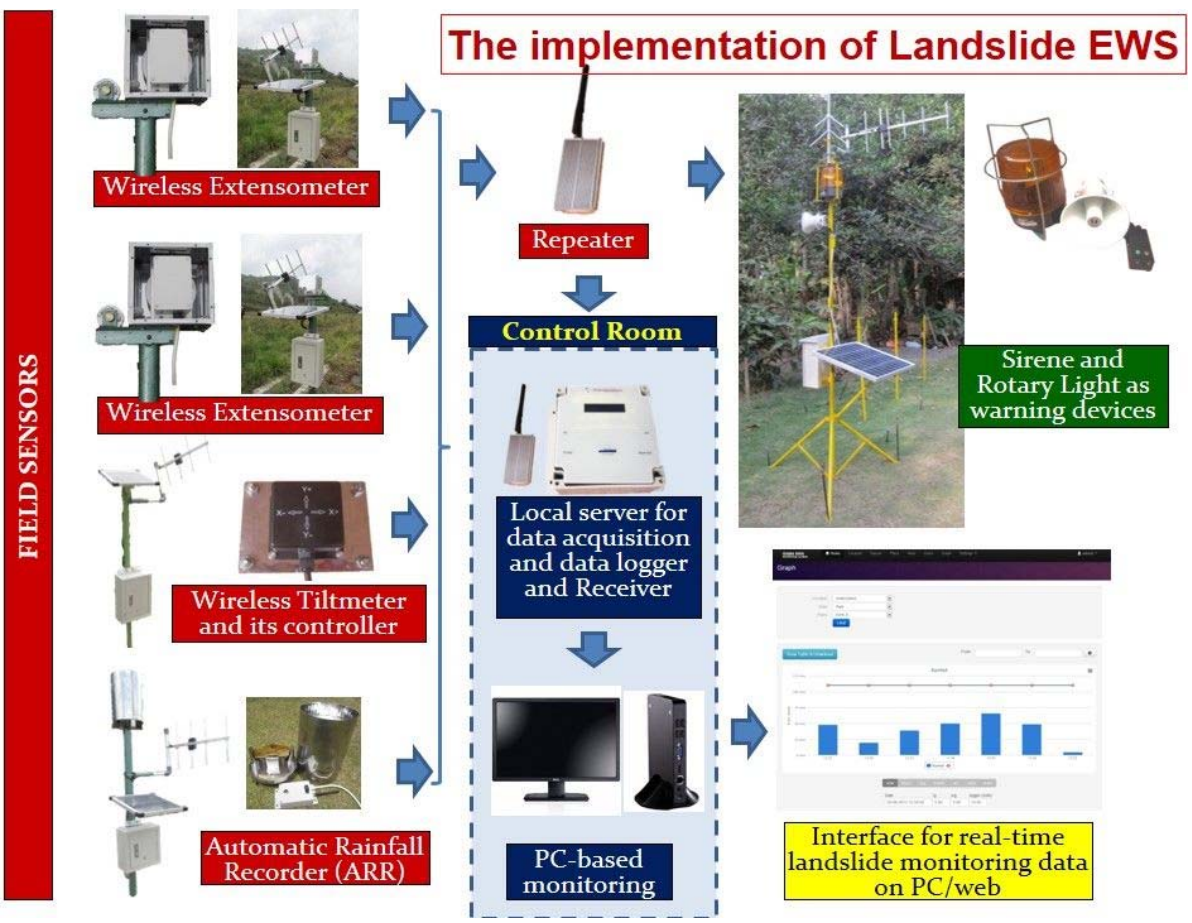 The implementation of Landslide EWS
FIELD SENSORS
Wireless Extensometer
Wireless Extensometer
Wireless Tiltmeter
and its controller
Automatic Rainfall
Recorder (ARR)
Repeater
Control Room
Local server for
data acquisition
and data logger
and Receiver
PC-based
monitoring
Sirene and
Rotary Light as
warning devices
Graph
Interface for real-time
landslide monitoring data
on PC/web